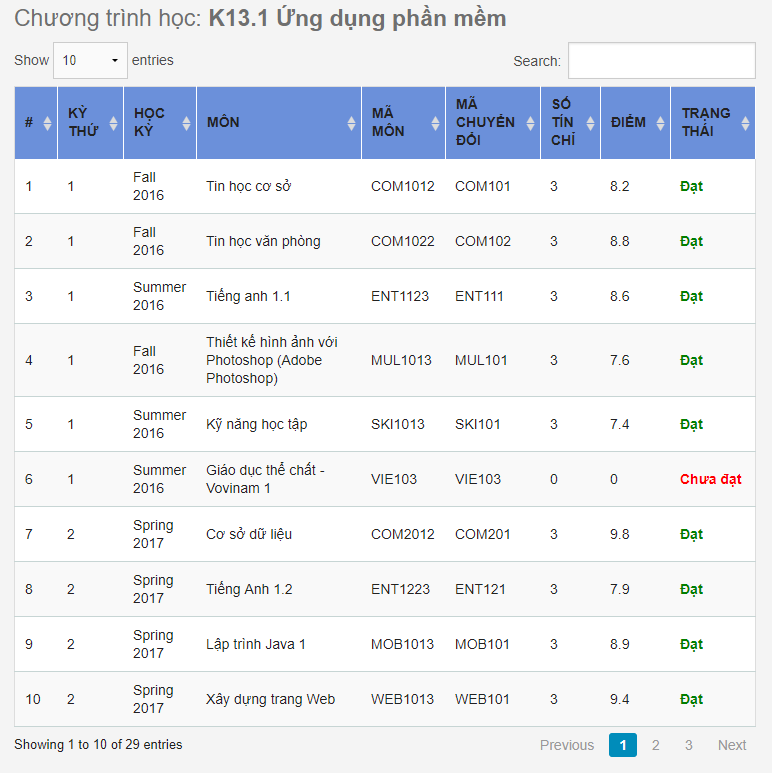 Chương trình học: K13.1 Ứng dụng phần mềm
Show 10 entries Search:
# KỲ THỨ HỌC KỲ MÔN MÃ MÔN MÃ CHUYỂN ĐỔI SỐ TÍN CHỈ ĐIỂM TRẠNG THÁI
1 1 Fall 2016 Tin học cơ sở COM1012 COM101 3 8.2 Đạt
2 1 Fall 2016 Tin học văn phòng COM1022 COM102 3 8.8 Đạt
3 1 Summer 2016 Tiếng anh 1.1 ENT1123 ENT111 3 8.6 Đạt
4 1 Fall 2016 Thiết kế hình ảnh với Photoshop (Adobe Photoshop) MUL1013 MUL101 3 7.6 Đạt
5 1 Summer 2016 Kỹ năng học tập SKI1013 SKI101 3 7.4 Đạt
6 1 Summer 2016 Giáo dục thể chất - Vovinam 1 VIE103 VIE103 0 0 Chưa đạt
7 2 Spring 2017 Cơ sở dữ liệu COM2012 COM201 3 9.8 Đạt
8 2 Spring 2017 Tiếng Anh 1.2 ENT1223 ENT121 3 7.9 Đạt
9 2 Spring 2017 Lập trình Java 1 MOB1013 MOB101 3 8.9 Đạt
10 2 Spring 2017 Xây dựng trang Web WEB1013 WEB101 3 9.4 Đạt
Showing 1 to 10 of 29 entries Previous 1 2 3 Next